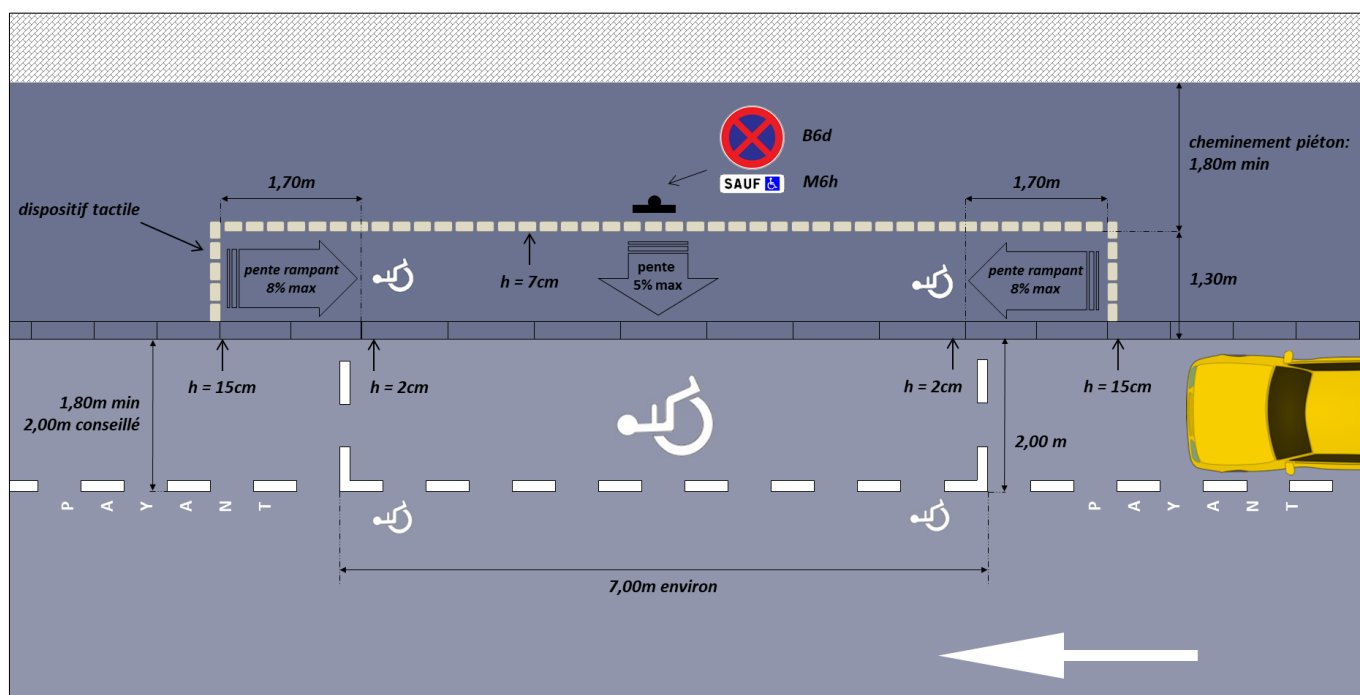 B6d
SAUF
M6h
cheminement piéton:
1,80m min
1,70m
1,70m
dispositif tactile
pente rampant
8% max
h = 7cm
pente
5% max
pente rampant
8% max
1,30m
h = 15cm
h = 2cm
h = 2cm
h = 15cm
1,80m min
2,00m conseillé
2,00 m
PAYANT
PAYANT
7,00m environ